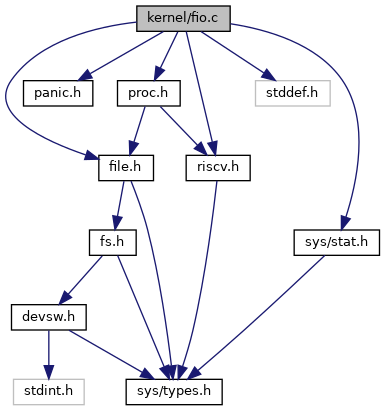 kernel/fio.c
panic.h
proc.h
stddef.h
file.h
riscv.h
fs.h
sys/stat.h
devsw.h
stdint.h
sys/types.h